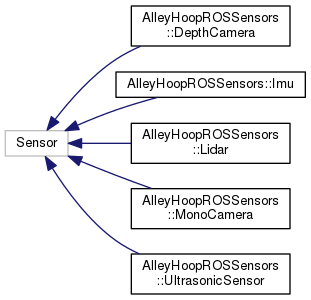 AlleyHoopROSSensors
::DepthCamera
AlleyHoopROSSensors::Imu
Sensor
AlleyHoopROSSensors
::Lidar
AlleyHoopROSSensors
::MonoCamera
AlleyHoopROSSensors
::UltrasonicSensor